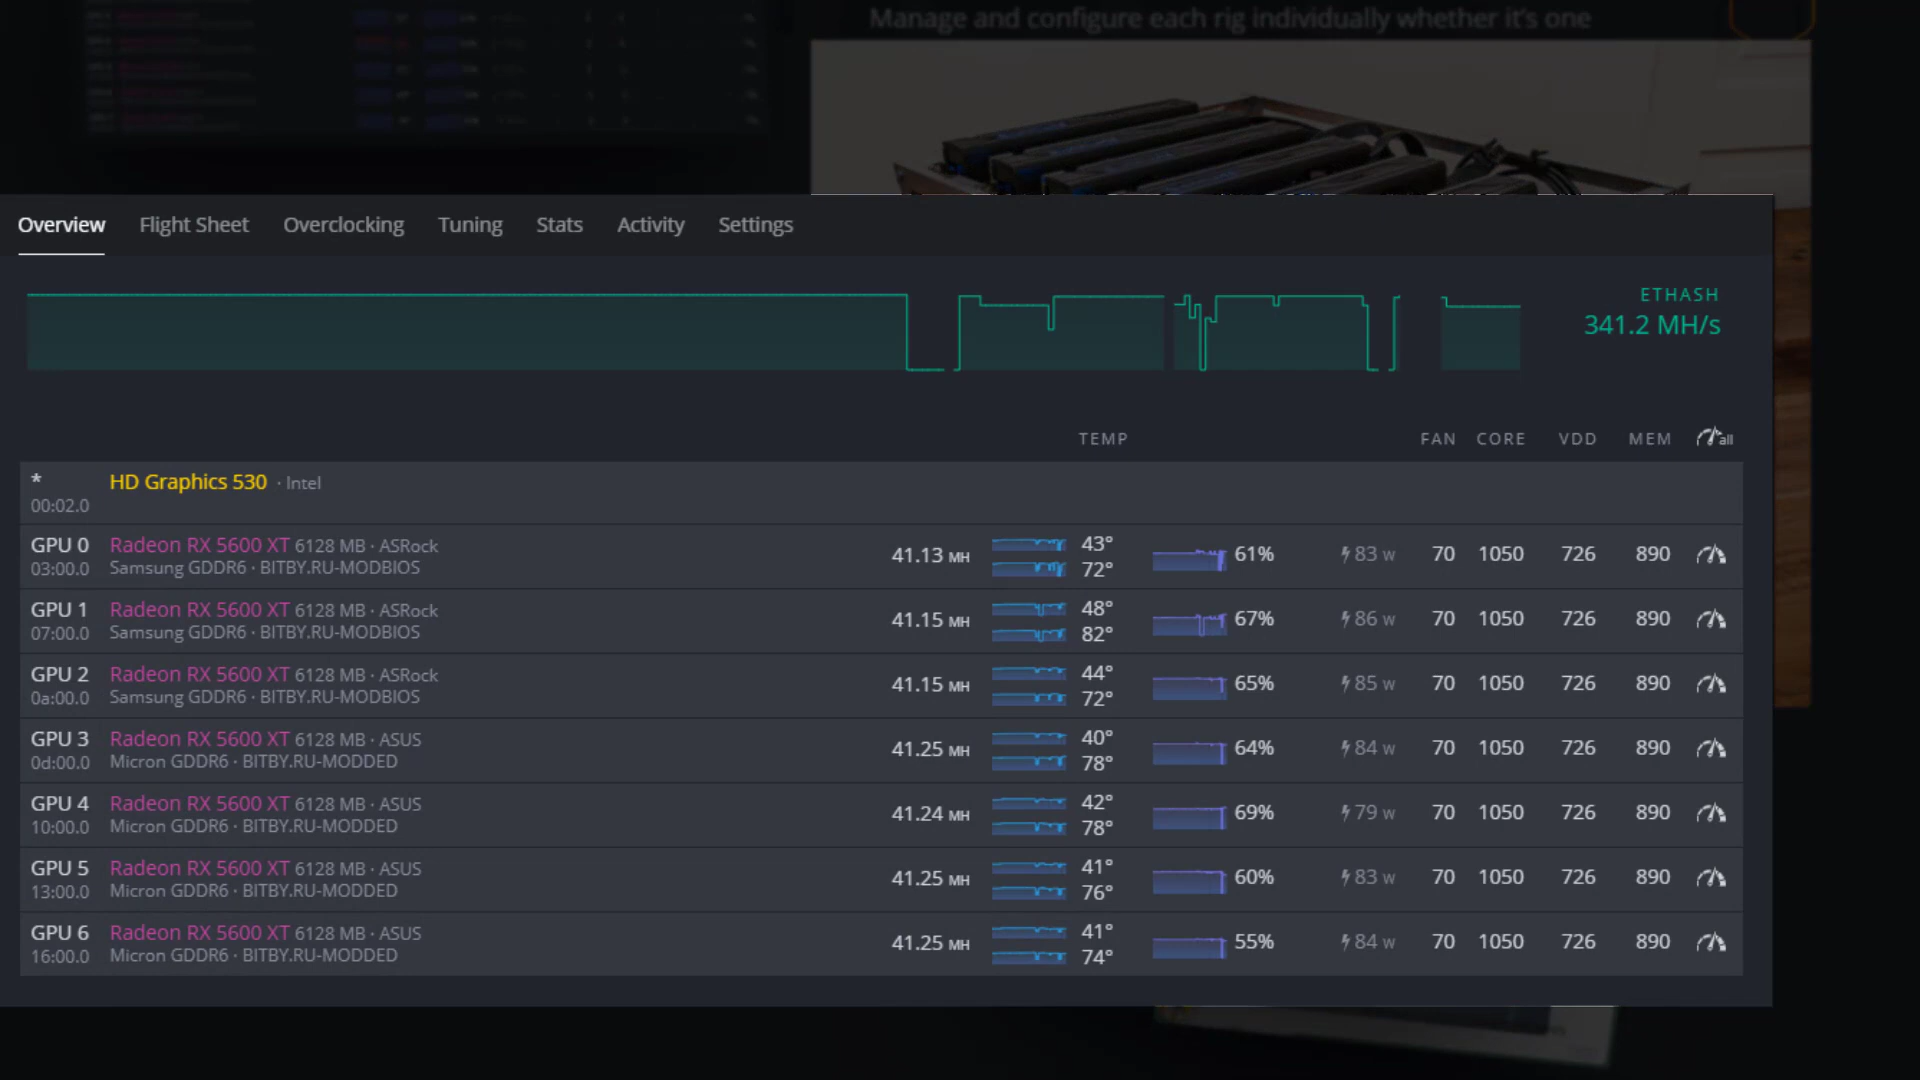 Manage and configure each rig individually whether it's one
Overview Flight Sheet Overclocking Tuning Stats Activity Settings
ETHASH
341.2 MH/s
TEMP FAN CORE VDD MEM all
* HD Graphics 530 · Intel
00:02.0
GPU 0 Radeon RX 5600 XT 6128 MB · ASRock 41.13 MH 43° 61% 83 W 70 1050 726 890
03:00.0 Samsung GDDR6 · BITBY.RU-MODBIOS 72°
GPU 1 Radeon RX 5600 XT 6128 MB · ASRock 41.15 MH 48° 67% 86 W 70 1050 726 890
07:00.0 Samsung GDDR6 · BITBY.RU-MODBIOS 82°
GPU 2 Radeon RX 5600 XT 6128 MB · ASRock 41.15 MH 44° 65% 85 W 70 1050 726 890
0a:00.0 Samsung GDDR6 · BITBY.RU-MODBIOS 72°
GPU 3 Radeon RX 5600 XT 6128 MB · ASUS 41.25 MH 40° 64% 84 W 70 1050 726 890
0d:00.0 Micron GDDR6 · BITBY.RU-MODDED 78°
GPU 4 Radeon RX 5600 XT 6128 MB · ASUS 41.24 MH 42° 69% 79 W 70 1050 726 890
10:00.0 Micron GDDR6 · BITBY.RU-MODDED 78°
GPU 5 Radeon RX 5600 XT 6128 MB · ASUS 41.25 MH 41° 60% 83 W 70 1050 726 890
13:00.0 Micron GDDR6 · BITBY.RU-MODDED 76°
GPU 6 Radeon RX 5600 XT 6128 MB · ASUS 41.25 MH 41° 55% 84 W 70 1050 726 890
16:00.0 Micron GDDR6 · BITBY.RU-MODDED 74°